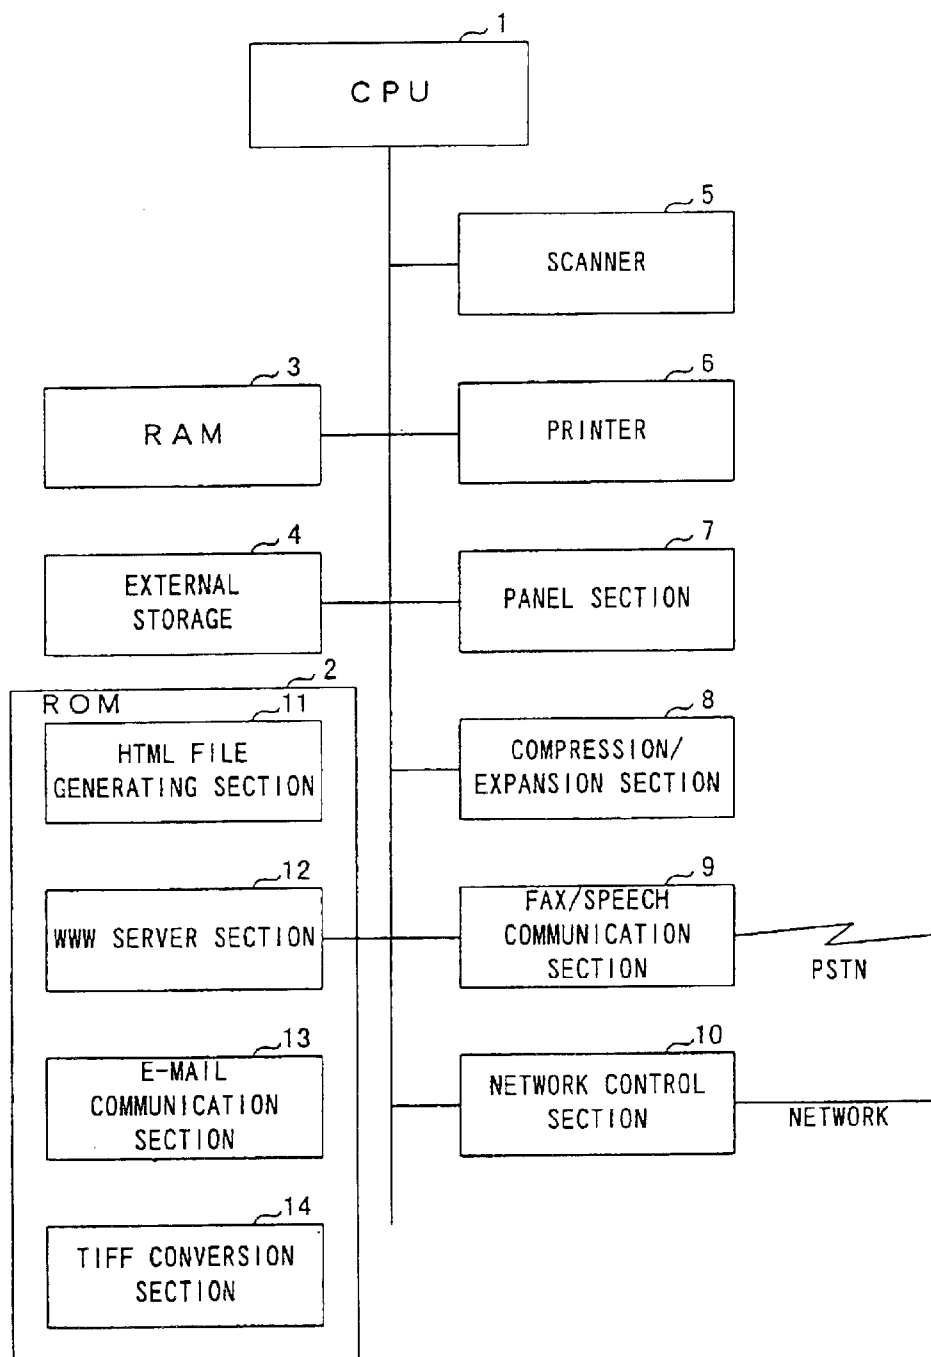 1
CPU
5
SCANNER
3
RAM
6
PRINTER
4
EXTERNAL
STORAGE
7
PANEL SECTION
2
ROM
11
HTML FILE
GENERATING SECTION
8
COMPRESSION/
EXPANSION SECTION
12
WWW SERVER SECTION
9
FAX/SPEECH
COMMUNICATION
SECTION
PSTN
13
E-MAIL
COMMUNICATION
SECTION
10
NETWORK CONTROL
SECTION
NETWORK
14
TIFF CONVERSION
SECTION